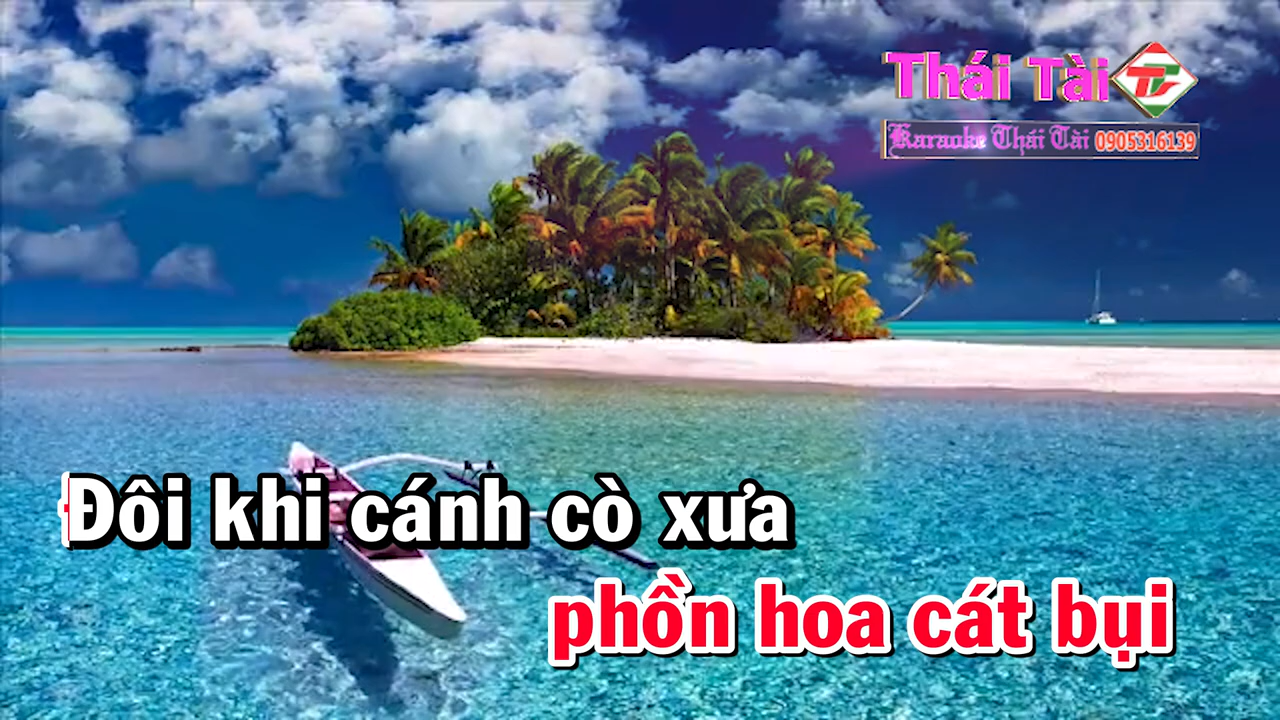 Thái Tài
Karaoke Thái Tài 0905316139
Đôi khi cánh cò xưa
phồn hoa cát bụi